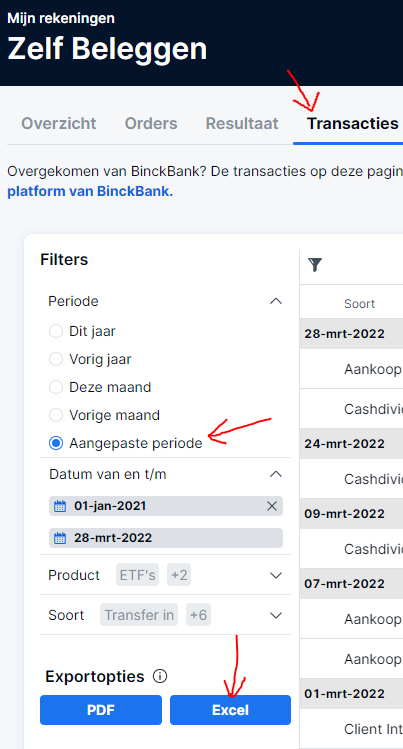 Mijn rekeningen
Zelf Beleggen
Overzicht Orders Resultaat Transacties
Overgekomen van BinckBank? De transacties op deze pagin
platform van BinckBank.
Filters
Periode
Dit jaar
Vorig jaar
Deze maand
Vorige maand
Aangepaste periode
Datum van en t/m
01-jan-2021
28-mrt-2022
Product ETF's +2
Soort Transfer in +6
Exportopties
PDF Excel
Soort
28-mrt-2022
Aankoop
Cashdivid
24-mrt-2022
Cashdivid
09-mrt-2022
Cashdivid
07-mrt-2022
Aankoop
Aankoop
01-mrt-2022
Client Int